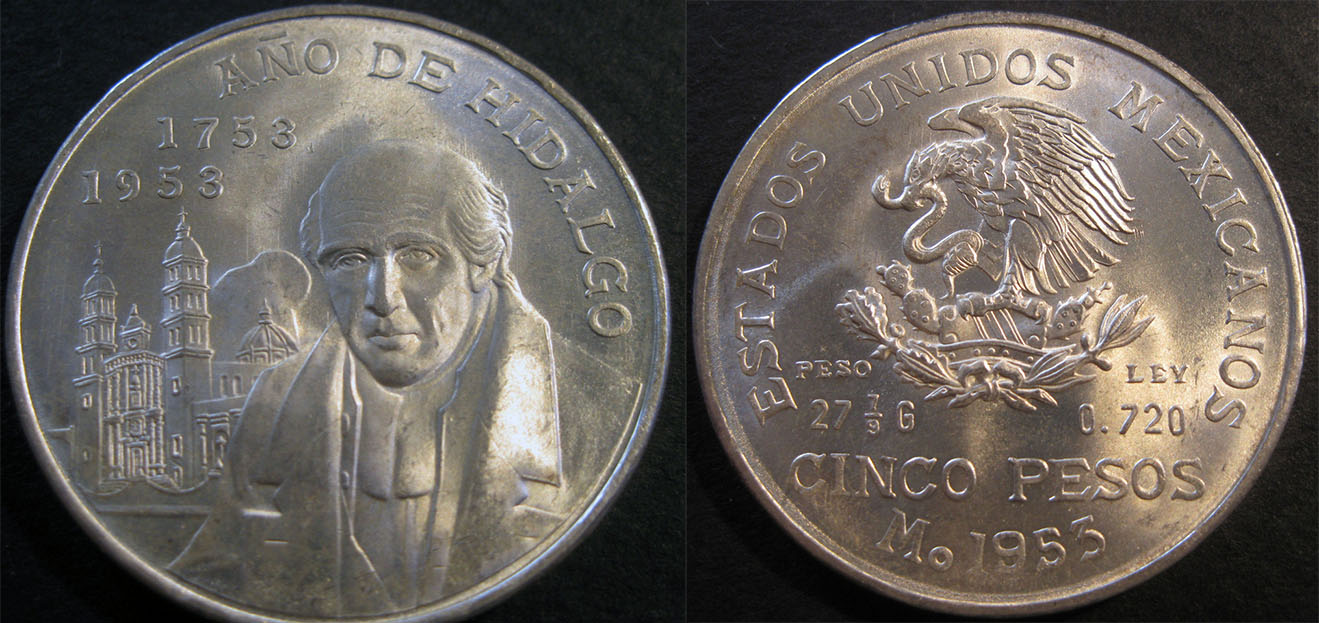 AÑO DE HIDALGO
1753
1953
ESTADOS UNIDOS MEXICANOS
PESO
27 7/9 G
LEY
0.720
CINCO PESOS
Mo 1953